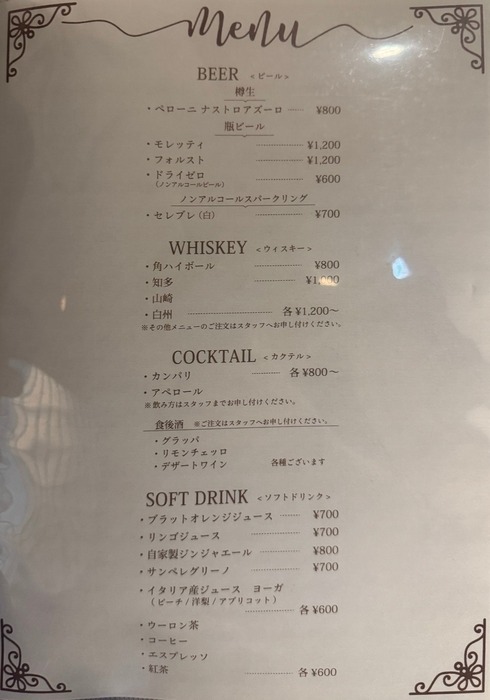 Menu
BEER <ビール>
樽生
・ペローニ ナストロアズーロ ¥800
瓶ビール
・モレッティ ¥1,200
・フォルスト ¥1,200
・ドライゼロ ¥600
(ノンアルコールビール)
ノンアルコールスパークリング
・セレブレ(白) ¥700
WHISKEY <ウィスキー>
・角ハイボール ¥800
・知多
・山崎
・白州 各 ¥1,200～
※その他メニューのご注文はスタッフへお申し付けください。
COCKTAIL <カクテル>
・カンパリ 各 ¥800～
・アペロール
※飲み方はスタッフまでお申し付けください。
食後酒 ※ご注文はスタッフへお申し付けください。
・グラッパ
・リモンチェッロ
・デザートワイン 各種ございます
SOFT DRINK <ソフトドリンク>
・ブラットオレンジジュース ¥700
・リンゴジュース ¥700
・自家製ジンジャエール ¥800
・サンペレグリーノ ¥700
・イタリア産ジュース ヨーガ
(ピーチ/洋梨/アプリコット)
各 ¥600
・ウーロン茶
・コーヒー
・エスプレッソ
・紅茶 各 ¥600